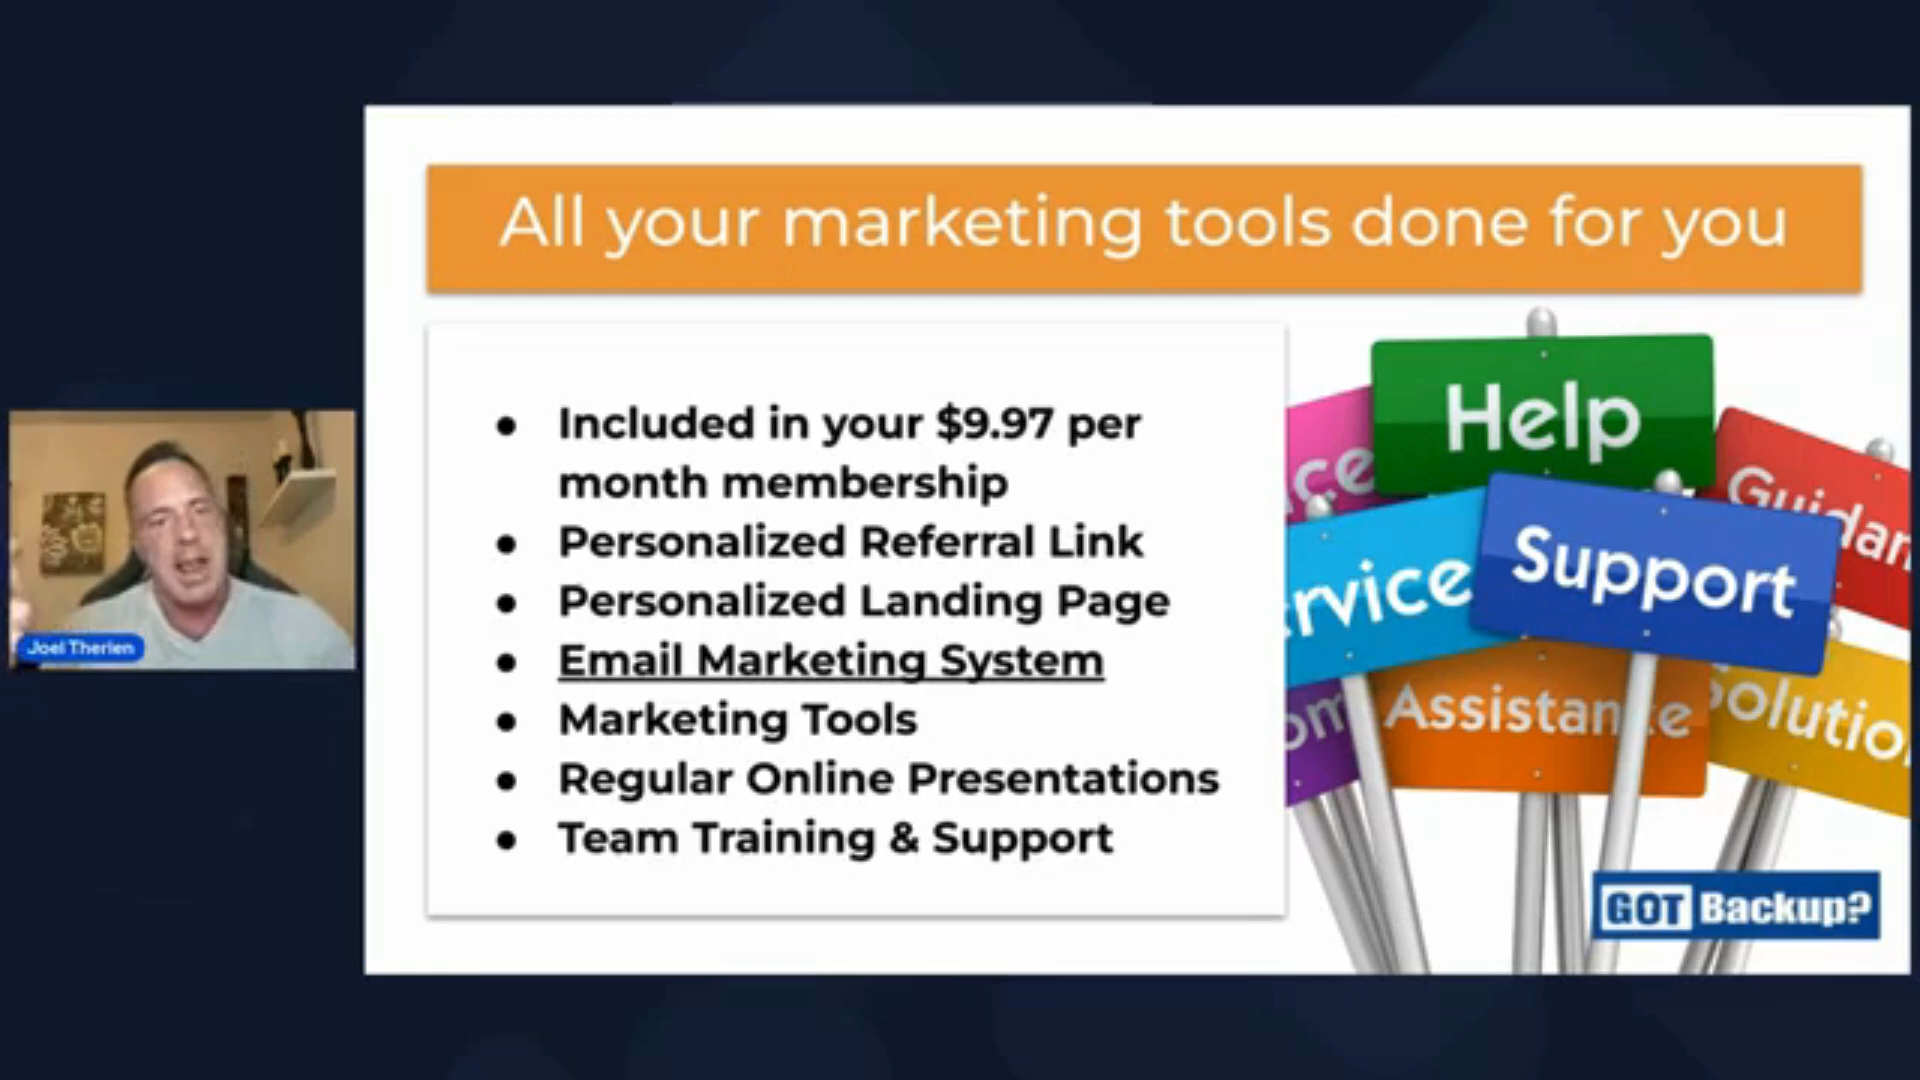 All your marketing tools done for you
Included in your $9.97 per
month membership
Personalized Referral Link
Personalized Landing Page
Email Marketing System
Marketing Tools
Regular Online Presentations
Team Training & Support
Help
Support
Joel Therien
GOT Backup?